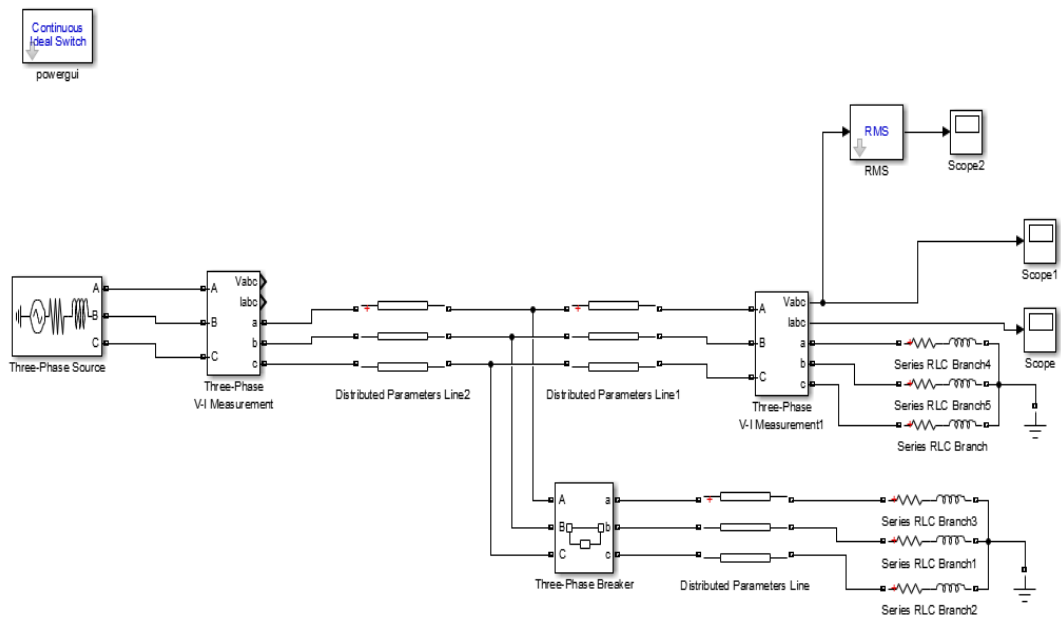 Continuous
Ideal Switch
powergui
RMS
RMS
Scope2
Scope1
Scope
A
B
C
Three-Phase Source
A
B
C
Vabc
Iabc
a
b
c
Three-Phase
V-I Measurement
Distributed Parameters Line2
Distributed Parameters Line1
A
B
C
Vabc
Iabc
a
b
c
Three-Phase
V-I Measurement1
Series RLC Branch4
Series RLC Branch5
Series RLC Branch
A
B
C
a
b
c
Three-Phase Breaker
Distributed Parameters Line
Series RLC Branch3
Series RLC Branch1
Series RLC Branch2